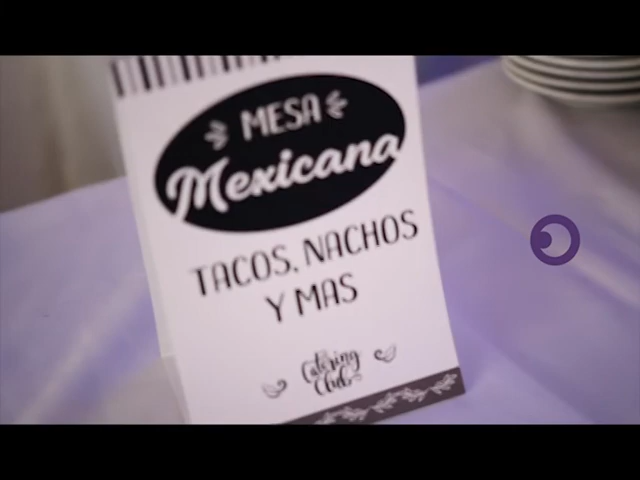 MESA
Mexicana
TACOS, NACHOS
Y MAS
Catering
Club